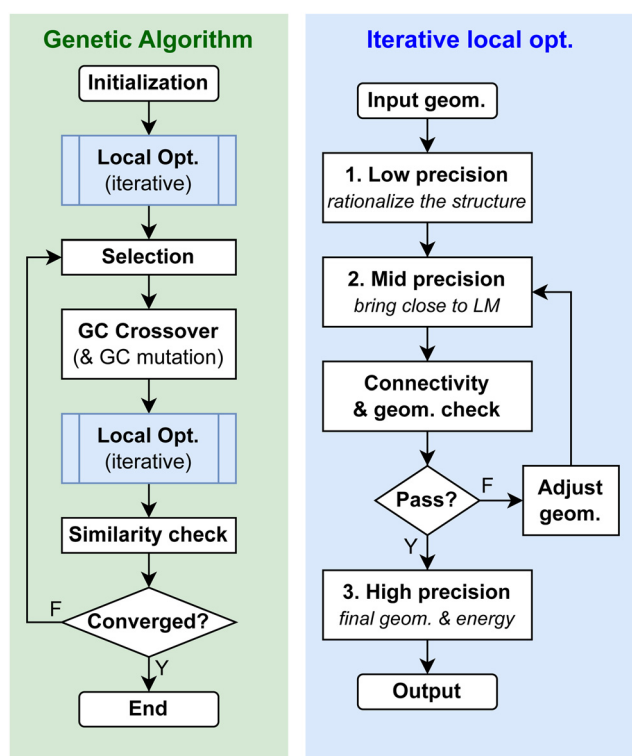 Genetic Algorithm
Initialization
Local Opt.
(iterative)
Selection
GC Crossover
(& GC mutation)
Local Opt.
(iterative)
Similarity check
Converged?
F
Y
End
Iterative local opt.
Input geom.
1. Low precision
rationalize the structure
2. Mid precision
bring close to LM
Connectivity
& geom. check
Pass?
F
Y
Adjust
geom.
3. High precision
final geom. & energy
Output